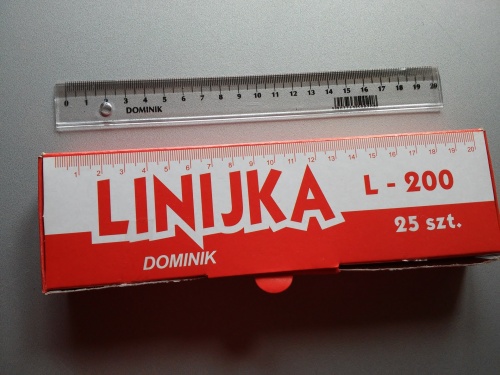 0 1 2 3 4 5 6 7 8 9 10 11 12 13 14 15 16 17 18 19 20
DOMINIK
1 2 3 4 5 6 7 8 9 10 11 12 13 14 15 16 17 18 19 20
LINIJKA
L - 200
25 szt.
DOMINIK